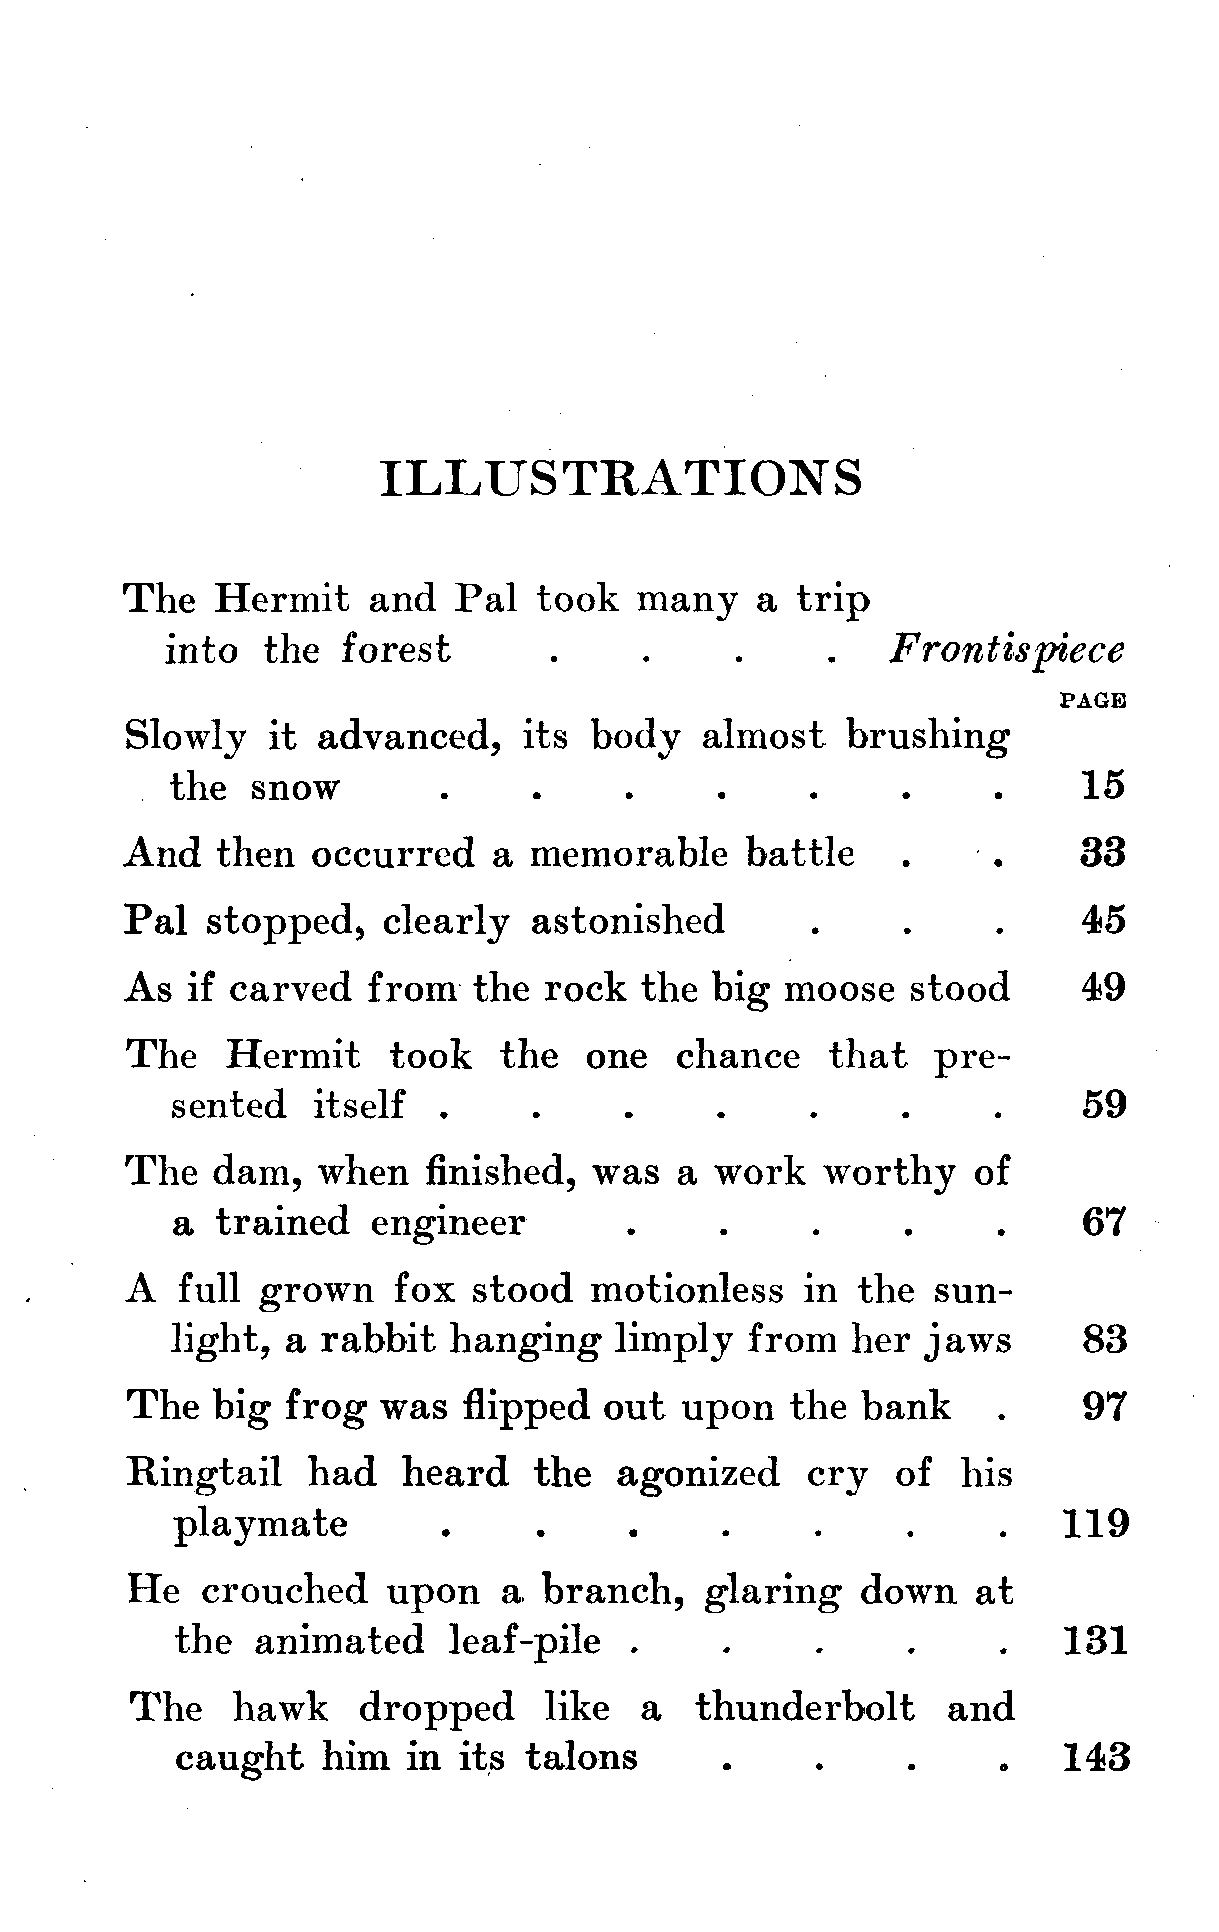 ILLUSTRATIONS
The Hermit and Pal took many a trip
into the forest . . . . Frontispiece
PAGE
Slowly it advanced, its body almost brushing
the snow . . . . . . . 15
And then occurred a memorable battle . . 33
Pal stopped, clearly astonished . . . 45
As if carved from the rock the big moose stood 49
The Hermit took the one chance that pre-
sented itself . . . . . . . 59
The dam, when finished, was a work worthy of
a trained engineer . . . . . 67
A full grown fox stood motionless in the sun-
light, a rabbit hanging limply from her jaws 83
The big frog was flipped out upon the bank . 97
Ringtail had heard the agonized cry of his
playmate . . . . . . . 119
He crouched upon a branch, glaring down at
the animated leaf-pile . . . . . 131
The hawk dropped like a thunderbolt and
caught him in its talons . . . . 143